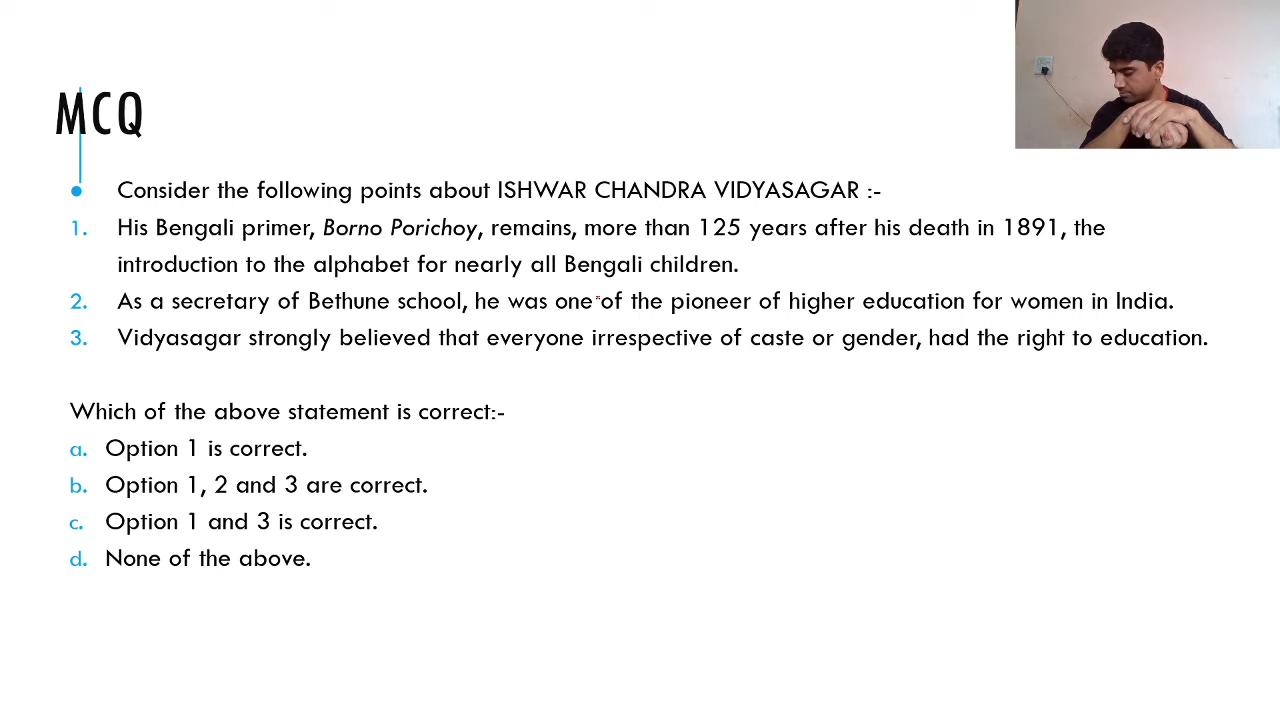 MCQ
• Consider the following points about ISHWAR CHANDRA VIDYASAGAR :-
1. His Bengali primer, Borno Porichoy, remains, more than 125 years after his death in 1891, the
introduction to the alphabet for nearly all Bengali children.
2. As a secretary of Bethune school, he was one of the pioneer of higher education for women in India.
3. Vidyasagar strongly believed that everyone irrespective of caste or gender, had the right to education.
Which of the above statement is correct:-
a. Option 1 is correct.
b. Option 1, 2 and 3 are correct.
c. Option 1 and 3 is correct.
d. None of the above.